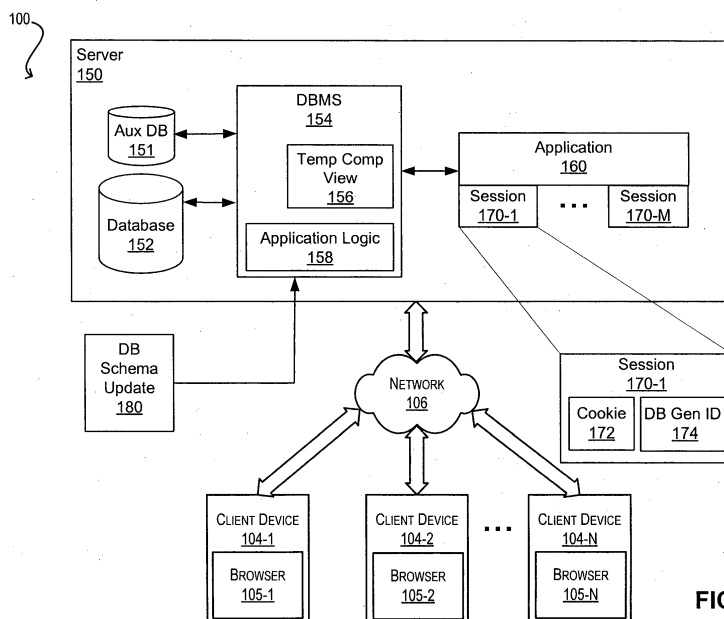 100
Server
150
DBMS
154
Aux DB
151
Temp Comp
View
156
Database
152
Application Logic
158
Application
160
Session
170-1
...
Session
170-M
DB
Schema
Update
180
NETWORK
106
Session
170-1
Cookie
172
DB Gen ID
174
CLIENT DEVICE
104-1
BROWSER
105-1
CLIENT DEVICE
104-2
BROWSER
105-2
...
CLIENT DEVICE
104-N
BROWSER
105-N
FIG